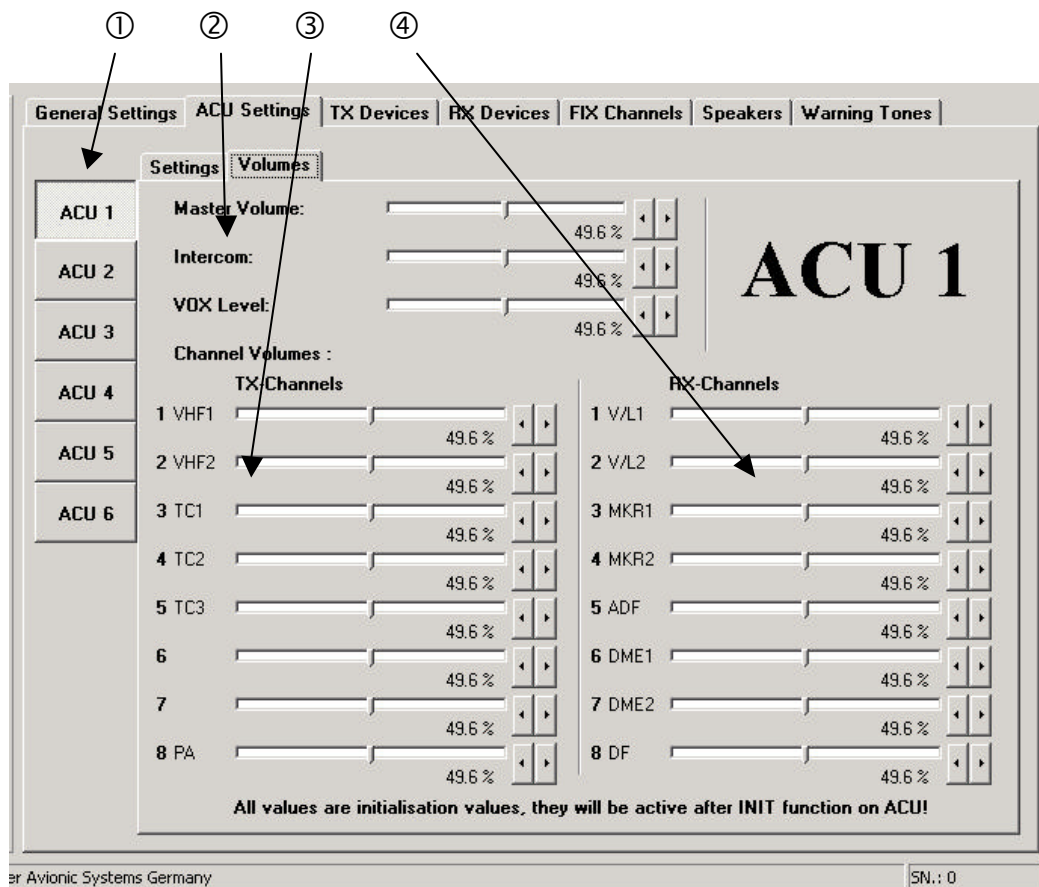 ① ② ③ ④
General Settings ACU Settings TX Devices RX Devices FIX Channels Speakers Warning Tones
Settings Volumes
ACU 1
ACU 2
ACU 3
ACU 4
ACU 5
ACU 6
Master Volume:
49.6 %
Intercom:
49.6 %
VOX Level:
49.6 %
ACU 1
Channel Volumes :
TX-Channels
1 VHF1
49.6 %
2 VHF2
49.6 %
3 TC1
49.6 %
4 TC2
49.6 %
5 TC3
49.6 %
6
49.6 %
7
49.6 %
8 PA
49.6 %
RX-Channels
1 V/L1
49.6 %
2 V/L2
49.6 %
3 MKR1
49.6 %
4 MKR2
49.6 %
5 ADF
49.6 %
6 DME1
49.6 %
7 DME2
49.6 %
8 DF
49.6 %
All values are initialisation values, they will be active after INIT function on ACU!
er Avionic Systems Germany
SN.: 0